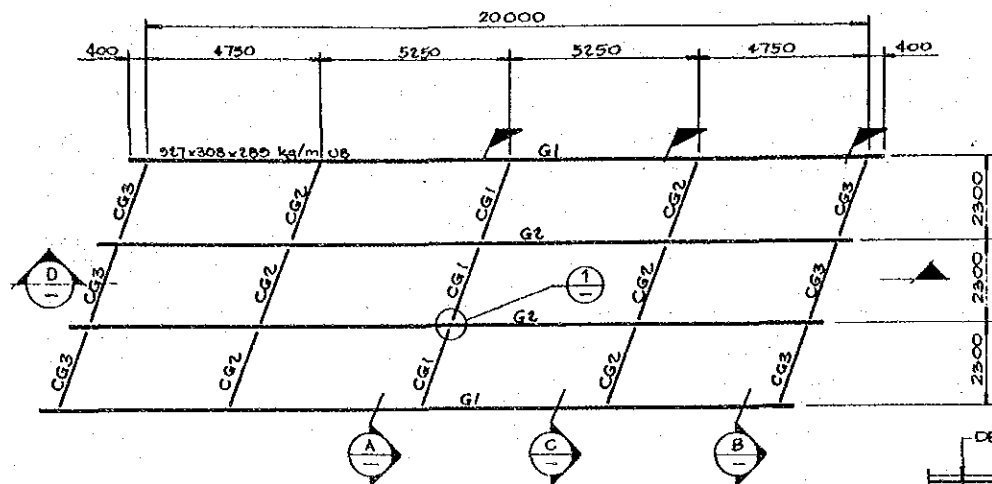 20000
400 4750 5250 5250 4750 400
927x308x289 kg/m UB G1
CG3 CG2 CG1 CG2 CG3 2300
G2
D
–
CG3 CG2 CG1 1
– CG2 CG3 2300
G2
CG3 CG2 CG1 CG2 CG3 2300
G1
A
–
C
–
B
–